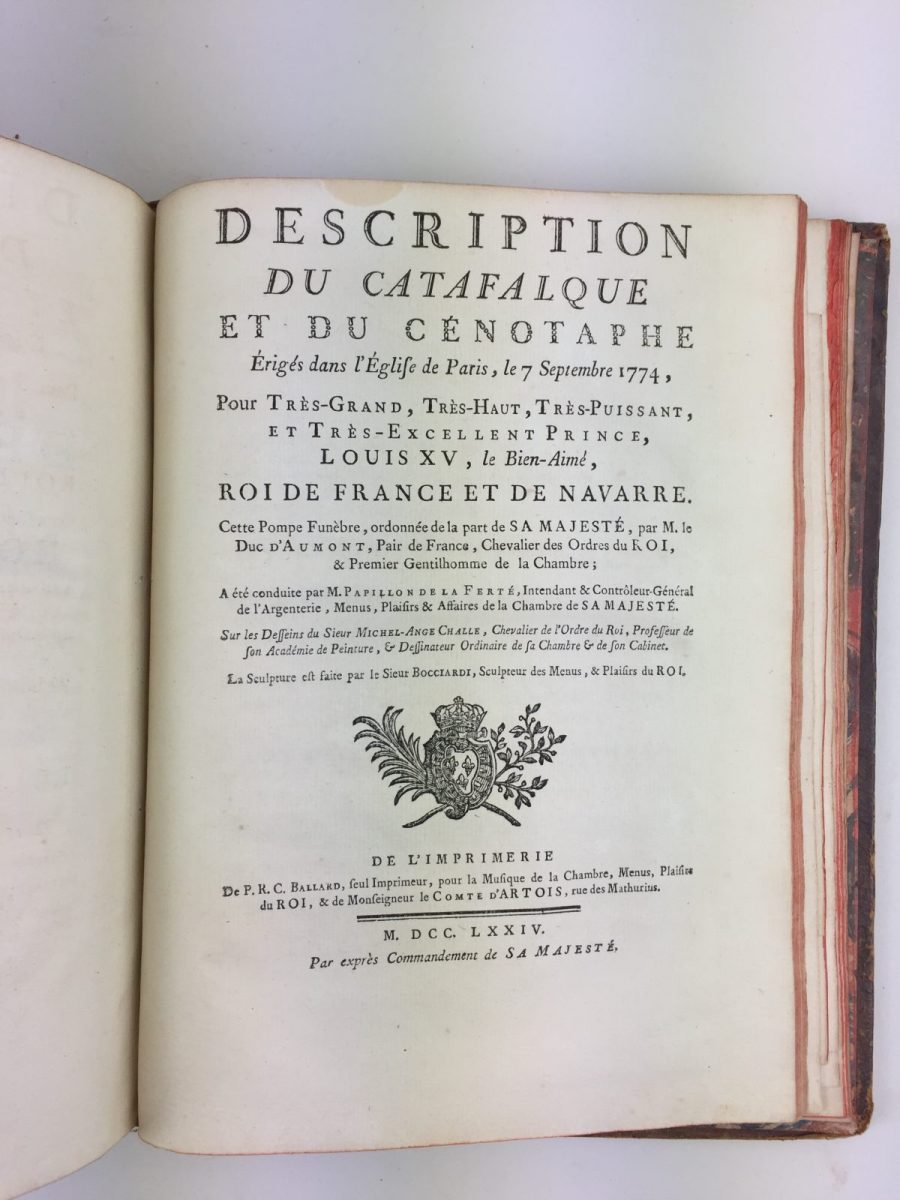 DESCRIPTION
DU CATAFALQUE
ET DU CÉNOTAPHE
Érigés dans l'Égliſe de Paris, le 7 Septembre 1774,
Pour TRÈS-GRAND, TRÈS-HAUT, TRÈS-PUISSANT,
ET TRÈS-EXCELLENT PRINCE,
LOUIS XV, le Bien-Aimé,
ROI DE FRANCE ET DE NAVARRE.
Cette Pompe Funèbre, ordonnée de la part de SA MAJESTÉ, par M. le
Duc D'AUMONT, Pair de France, Chevalier des Ordres du ROI,
& Premier Gentilhomme de la Chambre;
A été conduite par M. PAPILLON DE LA FERTÉ, Intendant & Contrôleur-Général
de l'Argenterie, Menus, Plaiſirs & Affaires de la Chambre de SA MAJESTÉ.
Sur les Deſſeins du Sieur MICHEL-ANGE CHALLE, Chevalier de l'Ordre du Roi, Profeſſeur de
ſon Académie de Peinture, & Deſſinateur Ordinaire de ſa Chambre & de ſon Cabinet.
La Sculpture est faite par le Sieur BOCCIARDI, Sculpteur des Menus, & Plaiſirs du ROI.
DE L'IMPRIMERIE
De P. R. C. BALLARD, ſeul Imprimeur, pour la Muſique de la Chambre, Menus, Plaiſirs
du ROI, & de Monſeigneur le COMTE D'ARTOIS, rue des Mathurins.
M. DCC. LXXIV.
Par exprès Commandement de SA MAJESTÉ.